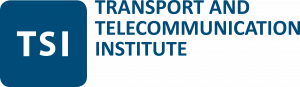 TSI
TRANSPORT AND
TELECOMMUNICATION
INSTITUTE